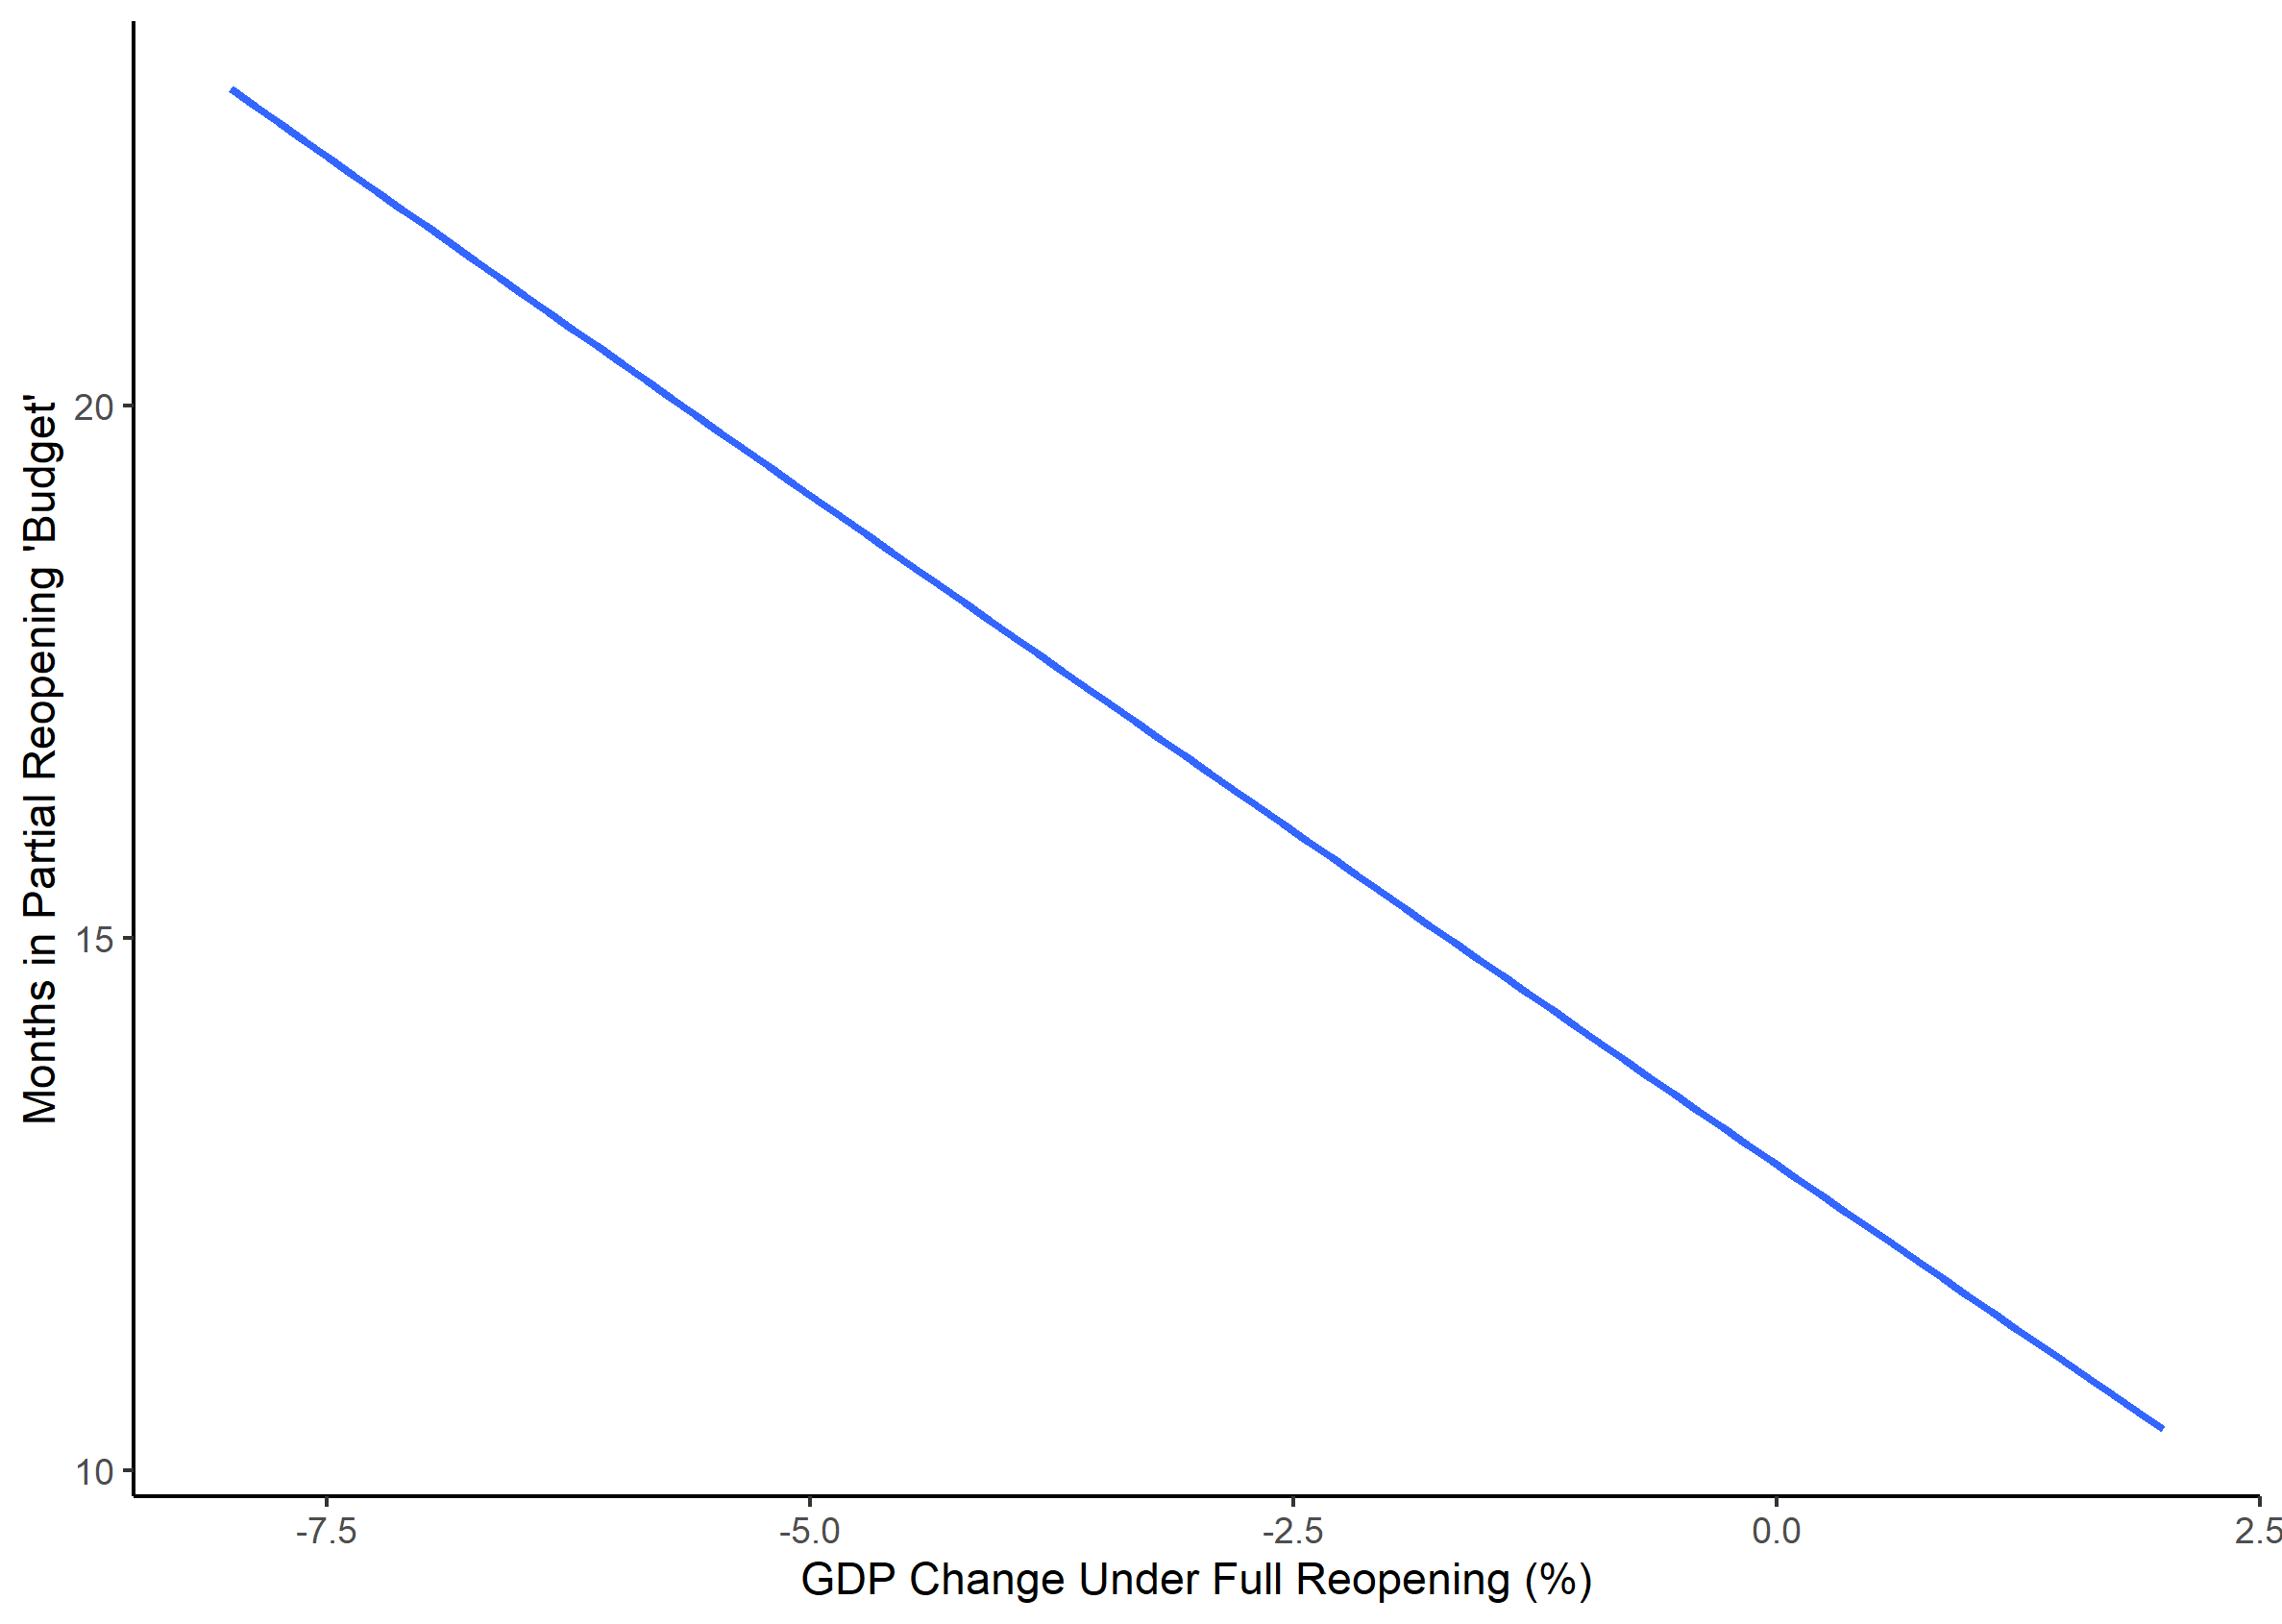 Months in Partial Reopening 'Budget'
20
15
10
-7.5 -5.0 -2.5 0.0 2.5
GDP Change Under Full Reopening (%)